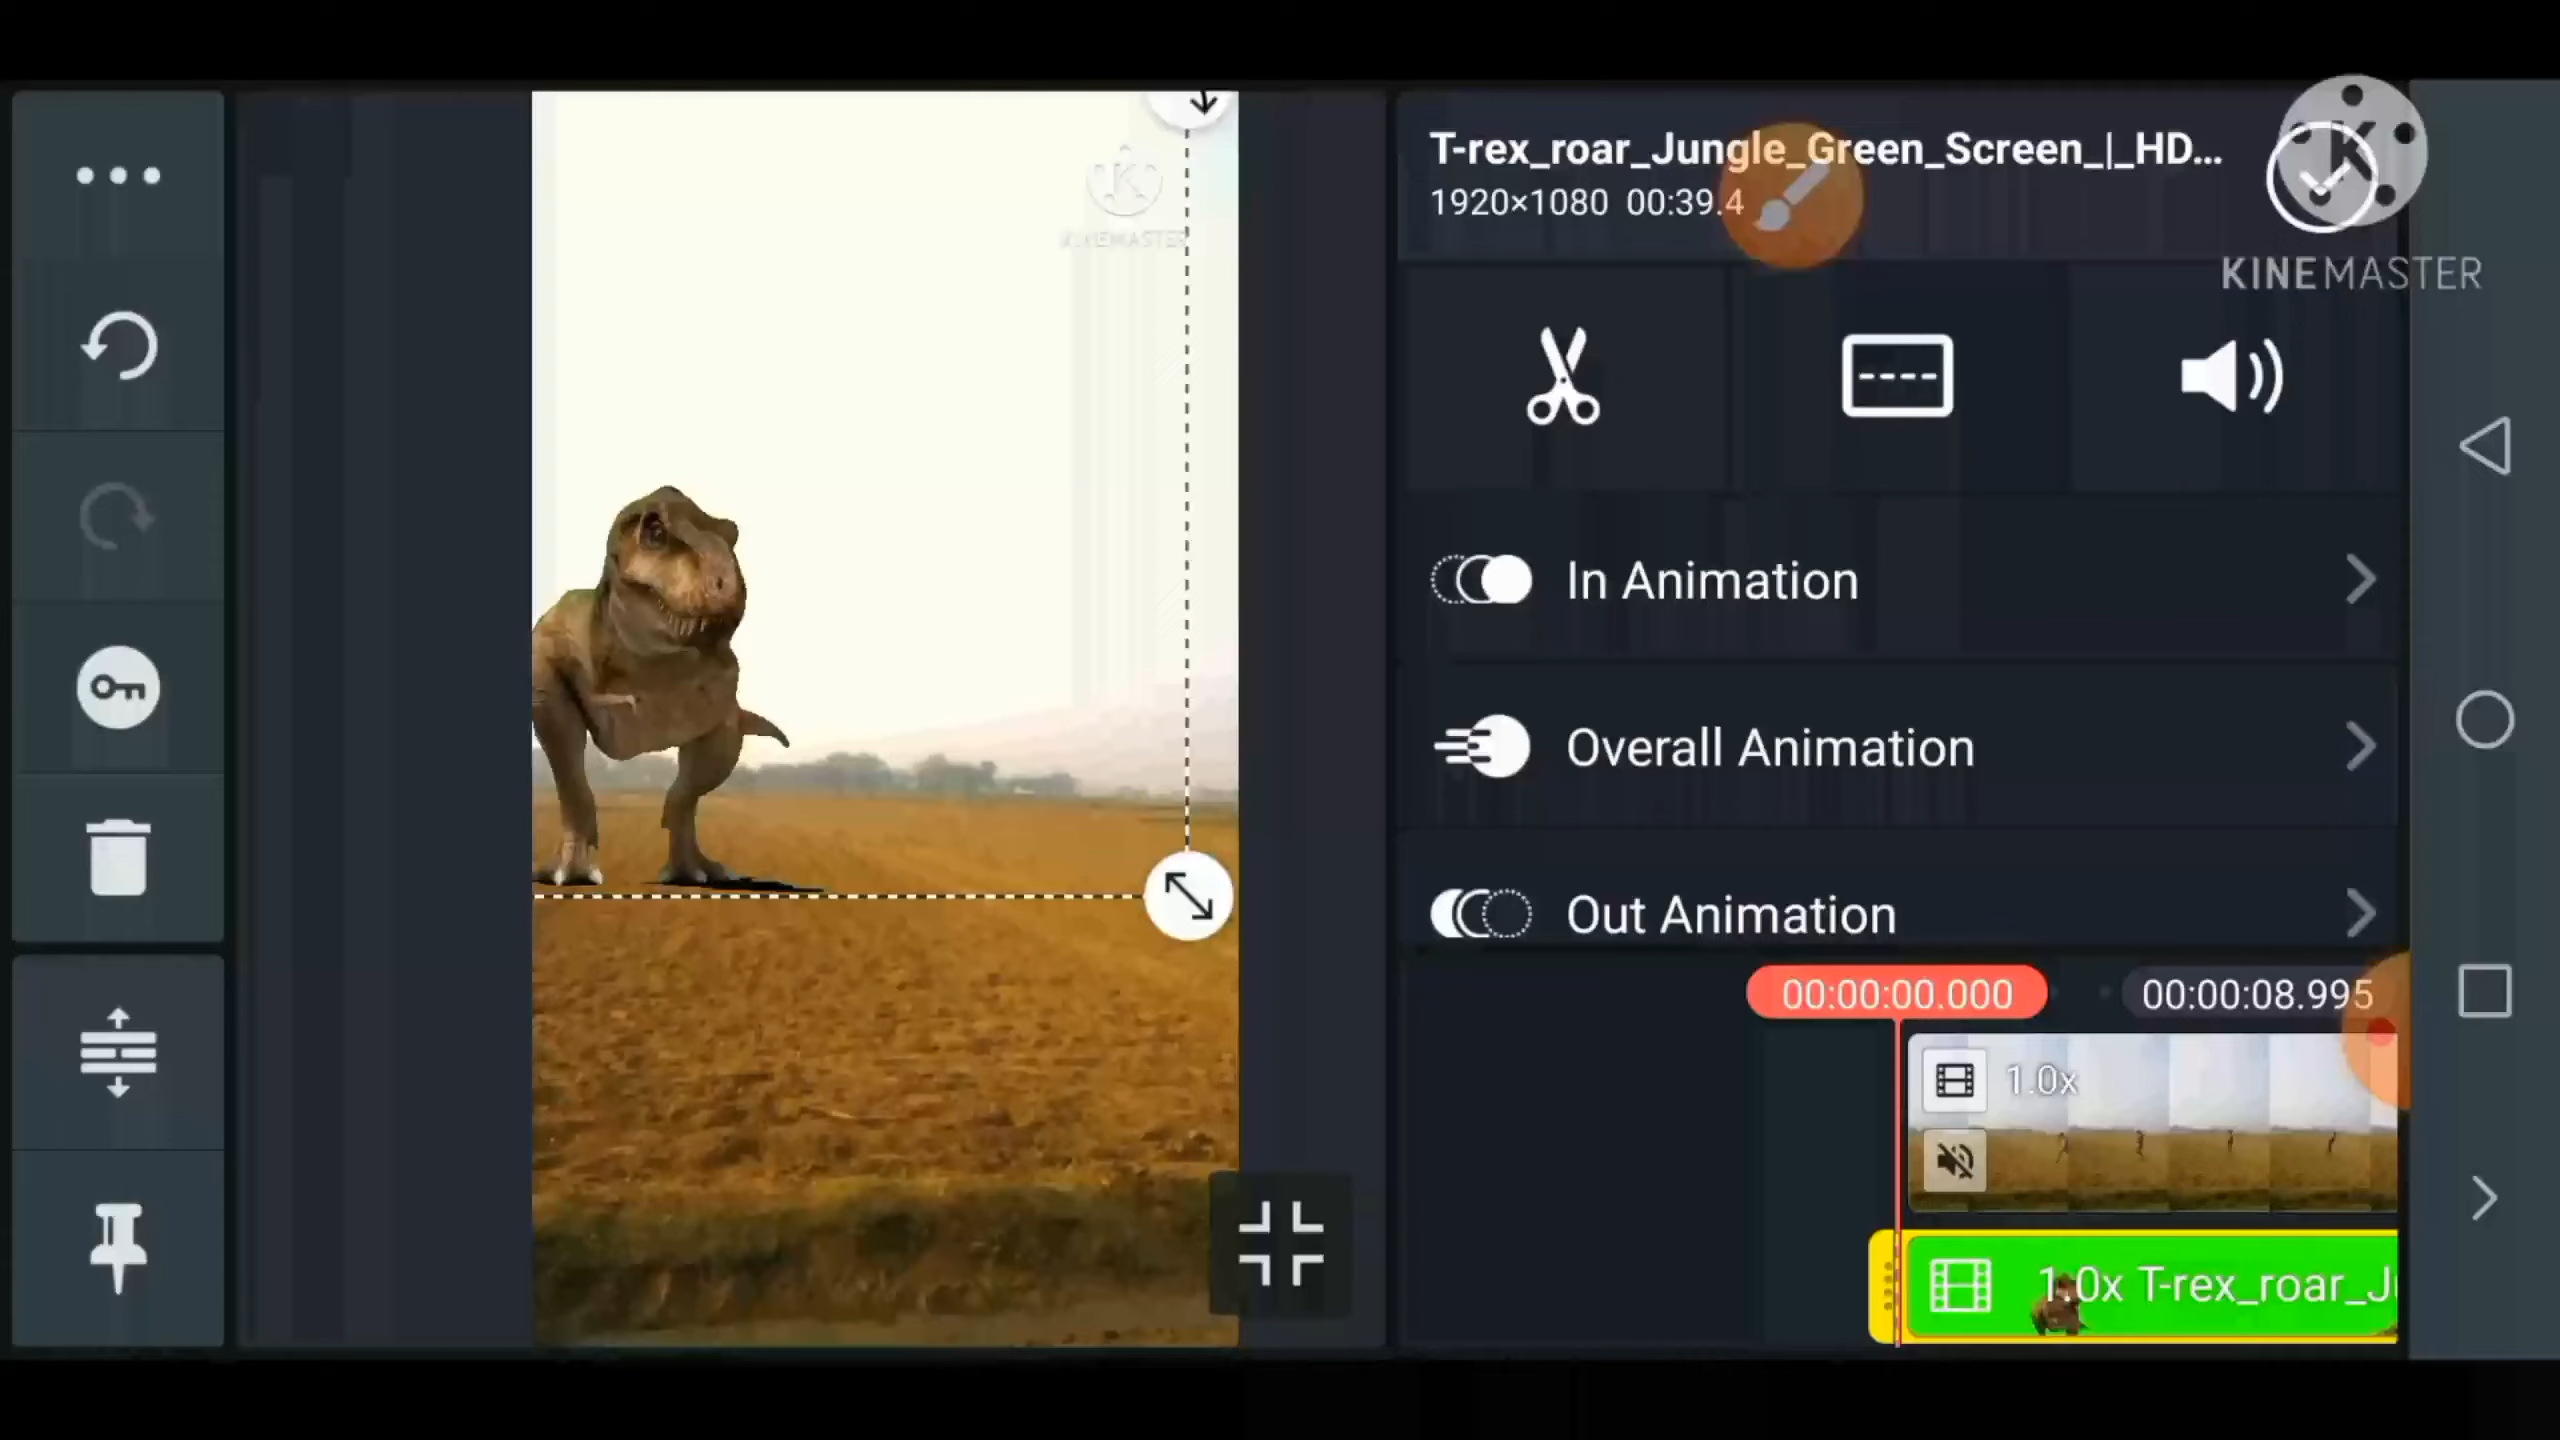 T-rex_roar_Jungle_Green_Screen_|_HD...
1920×1080 00:39.4
KINEMASTER
KINEMASTER
In Animation
Overall Animation
Out Animation
00:00:00.000
00:00:08.995
1.0x
1.0x T-rex_roar_J